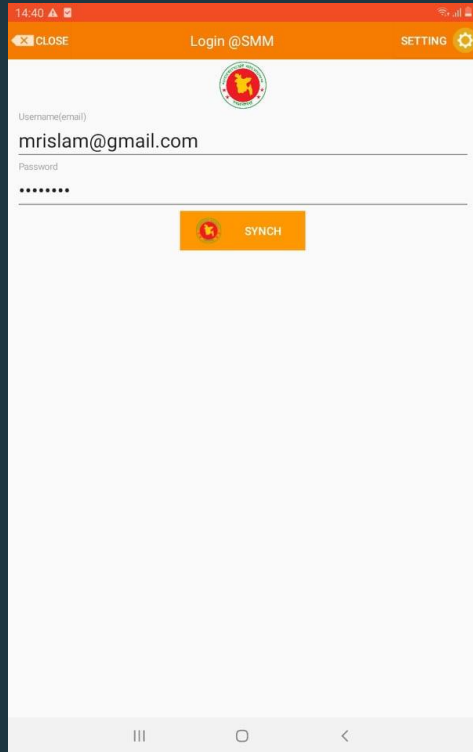 14:40
CLOSE
Login @SMM
SETTING
Username(email)
mrislam@gmail.com
Password
••••••••
SYNCH